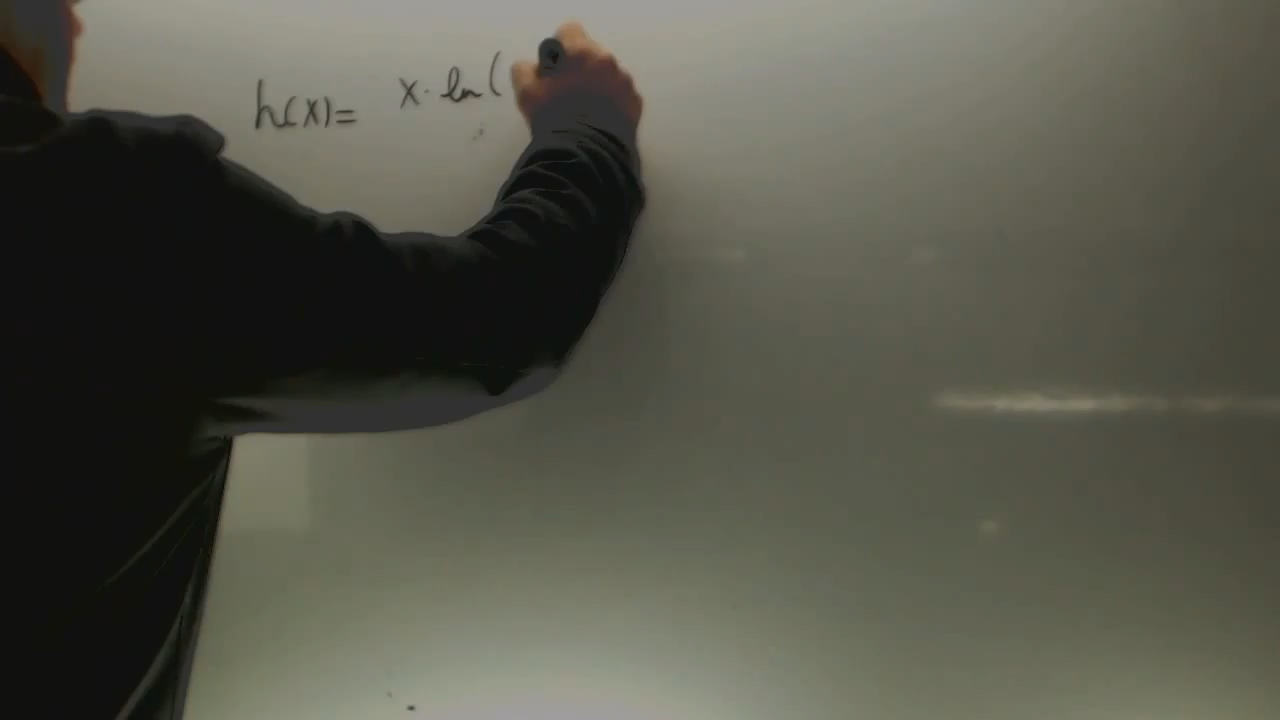 h(x)= x· ln(